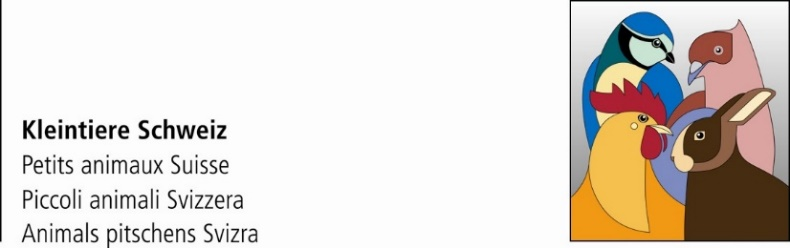 Kleintiere Schweiz
Petits animaux Suisse
Piccoli animali Svizzera
Animals pitschens Svizra